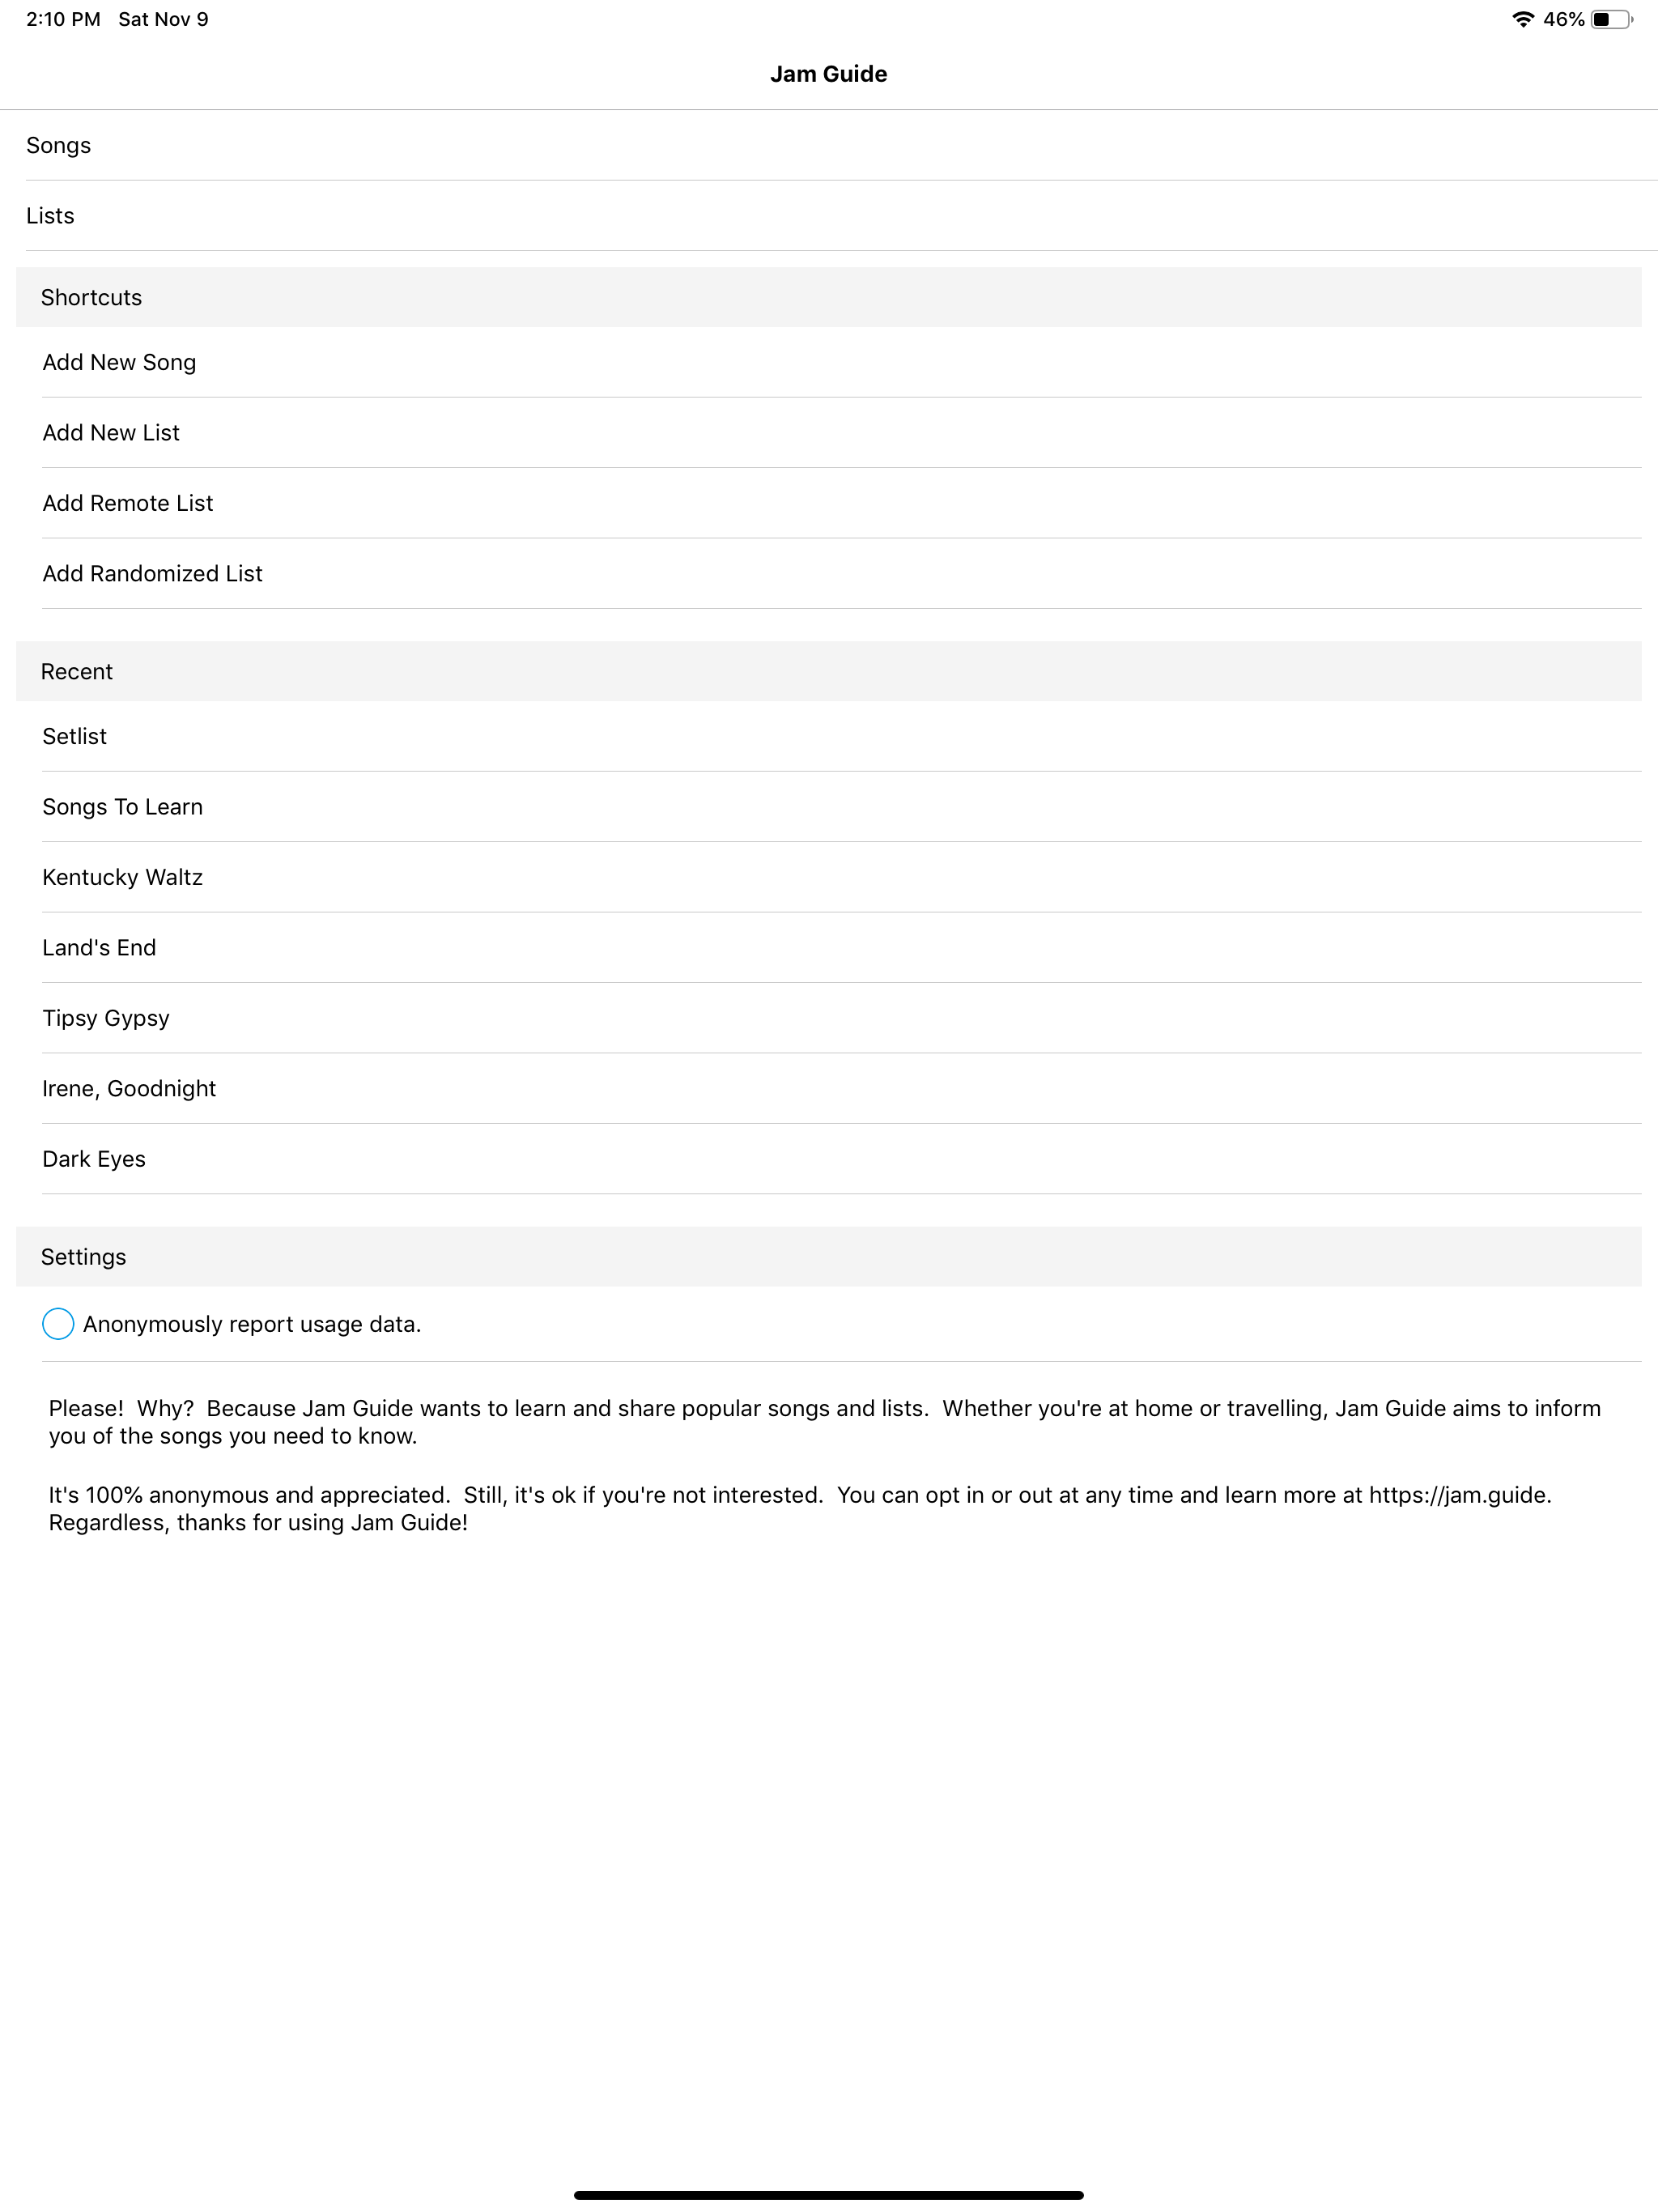 2:10 PM Sat Nov 9 46%
Jam Guide
Songs
Lists
Shortcuts
Add New Song
Add New List
Add Remote List
Add Randomized List
Recent
Setlist
Songs To Learn
Kentucky Waltz
Land's End
Tipsy Gypsy
Irene, Goodnight
Dark Eyes
Settings
Anonymously report usage data.
Please!  Why?  Because Jam Guide wants to learn and share popular songs and lists.  Whether you're at home or travelling, Jam Guide aims to inform
you of the songs you need to know.
It's 100% anonymous and appreciated.  Still, it's ok if you're not interested.  You can opt in or out at any time and learn more at https://jam.guide.
Regardless, thanks for using Jam Guide!